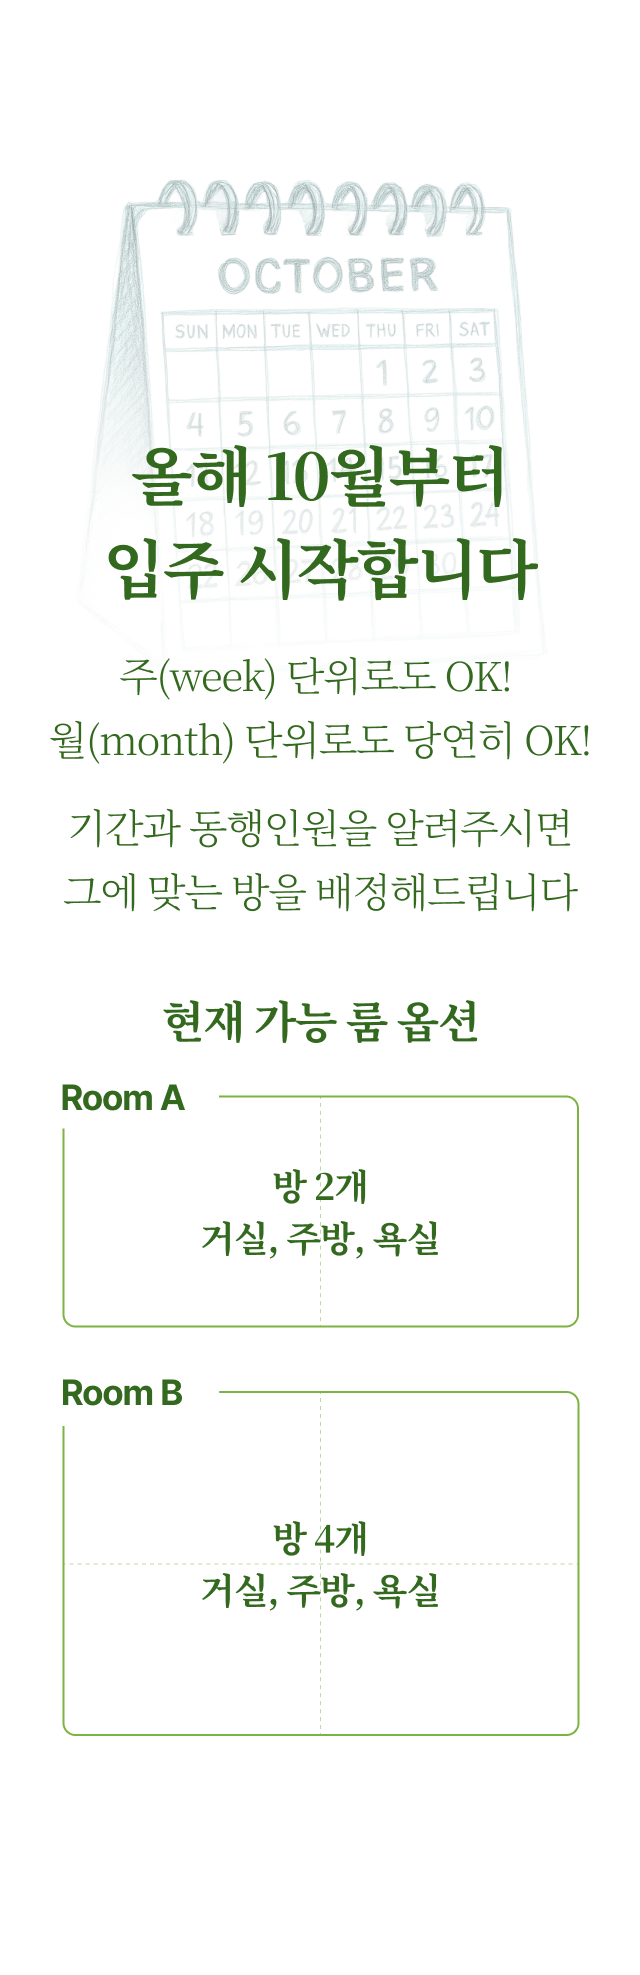 OCTOBER
SUN MON TUE WED THU FRI SAT
1 2 3
4 5 6 7 8 9 10
올해 10월부터
18 19 20 21 22 23 24
입주 시작합니다
주(week) 단위로도 OK!
월(month) 단위로도 당연히 OK!
기간과 동행인원을 알려주시면
그에 맞는 방을 배정해드립니다
현재 가능 룸 옵션
Room A
방 2개
거실, 주방, 욕실
Room B
방 4개
거실, 주방, 욕실